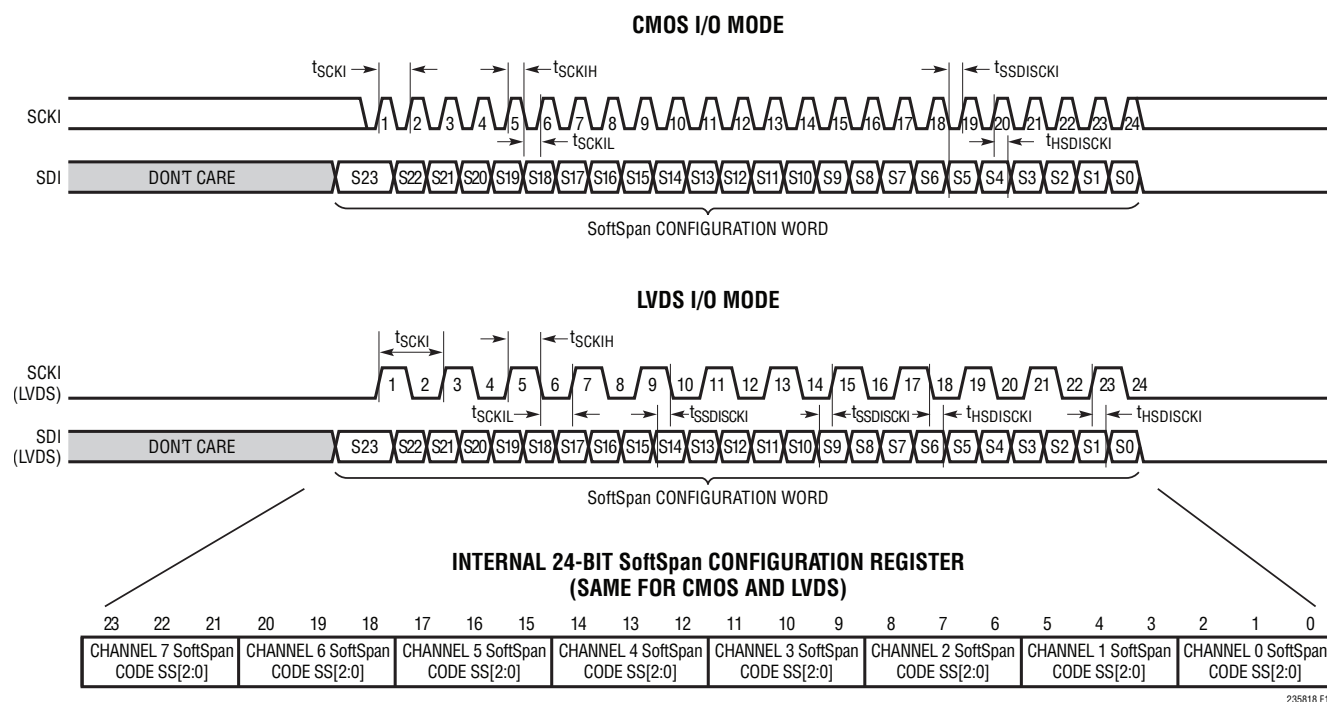 CMOS I/O MODE
tSCKI
tSCKIH
tSSDISCKI
SCKI
1 2 3 4 5 6 7 8 9 10 11 12 13 14 15 16 17 18 19 20 21 22 23 24
tSCKIL
tHSDISCKI
SDI
DON'T CARE
S23 S22 S21 S20 S19 S18 S17 S16 S15 S14 S13 S12 S11 S10 S9 S8 S7 S6 S5 S4 S3 S2 S1 S0
SoftSpan CONFIGURATION WORD
LVDS I/O MODE
tSCKI
tSCKIH
SCKI
(LVDS)
1 2 3 4 5 6 7 8 9 10 11 12 13 14 15 16 17 18 19 20 21 22 23 24
tSCKIL
tSSDISCKI
tSSDISCKI
tHSDISCKI
tHSDISCKI
SDI
(LVDS)
DON'T CARE
S23 S22 S21 S20 S19 S18 S17 S16 S15 S14 S13 S12 S11 S10 S9 S8 S7 S6 S5 S4 S3 S2 S1 S0
SoftSpan CONFIGURATION WORD
INTERNAL 24-BIT SoftSpan CONFIGURATION REGISTER
(SAME FOR CMOS AND LVDS)
23 22 21 20 19 18 17 16 15 14 13 12 11 10 9 8 7 6 5 4 3 2 1 0
CHANNEL 7 SoftSpan
CODE SS[2:0]
CHANNEL 6 SoftSpan
CODE SS[2:0]
CHANNEL 5 SoftSpan
CODE SS[2:0]
CHANNEL 4 SoftSpan
CODE SS[2:0]
CHANNEL 3 SoftSpan
CODE SS[2:0]
CHANNEL 2 SoftSpan
CODE SS[2:0]
CHANNEL 1 SoftSpan
CODE SS[2:0]
CHANNEL 0 SoftSpan
CODE SS[2:0]
235818